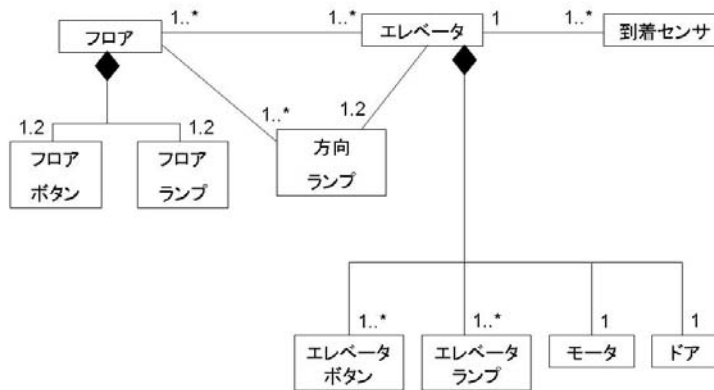 1..*
1..*
1
1..*
フロア
エレベータ
到着センサ
1.2
1.2
1..*
1.2
フロア
ボタン
フロア
ランプ
方向
ランプ
1..*
1..*
1
1
エレベータ
ボタン
エレベータ
ランプ
モータ
ドア